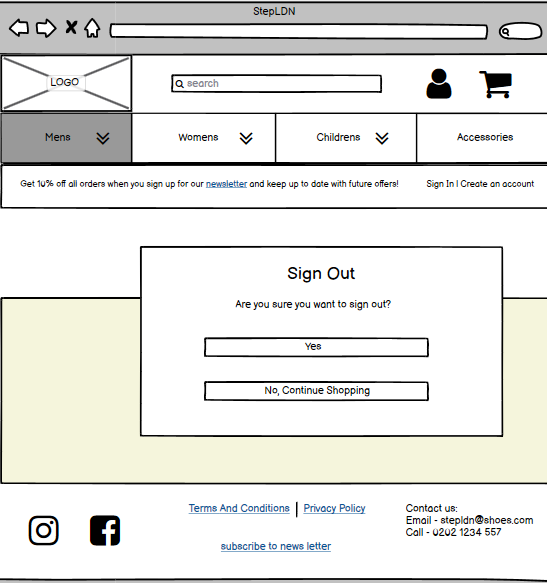 StepLDN
LOGO
search
Mens
Womens
Childrens
Accessories
Get 10% off all orders when you sign up for our newsletter and keep up to date with future offers!
Sign In | Create an account
Sign Out
Are you sure you want to sign out?
Yes
No, Continue Shopping
Terms And Conditions | Privacy Policy
subscribe to news letter
Contact us:
Email - stepldn@shoes.com
Call - 0202 1234 557